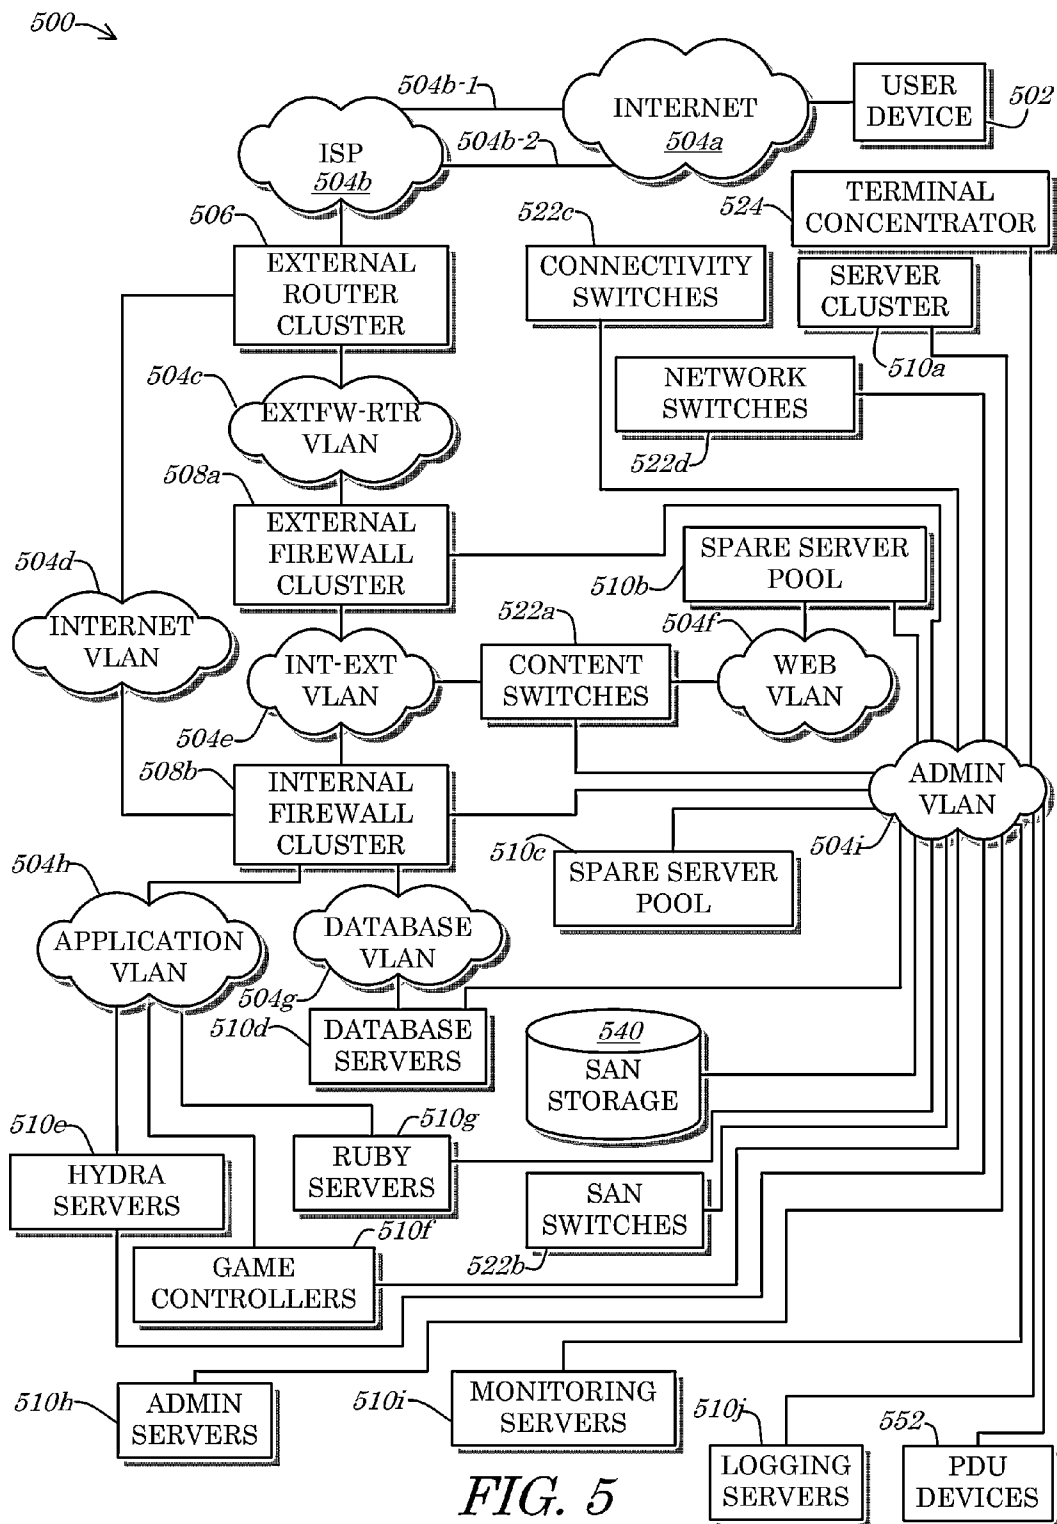 500
504b-1
INTERNET
504a
USER
DEVICE
502
ISP
504b
504b-2
506
522c
524
TERMINAL
CONCENTRATOR
EXTERNAL
ROUTER
CLUSTER
CONNECTIVITY
SWITCHES
SERVER
CLUSTER
510a
504c
EXTFW-RTR
VLAN
NETWORK
SWITCHES
522d
508a
EXTERNAL
FIREWALL
CLUSTER
SPARE SERVER
POOL
510b
504d
INTERNET
VLAN
522a
504f
INT-EXT
VLAN
504e
CONTENT
SWITCHES
WEB
VLAN
508b
INTERNAL
FIREWALL
CLUSTER
ADMIN
VLAN
504i
510c
SPARE SERVER
POOL
504h
APPLICATION
VLAN
DATABASE
VLAN
504g
510d
DATABASE
SERVERS
540
SAN
STORAGE
510e
HYDRA
SERVERS
510g
RUBY
SERVERS
SAN
SWITCHES
522b
510f
GAME
CONTROLLERS
510h
ADMIN
SERVERS
510i
MONITORING
SERVERS
510j
LOGGING
SERVERS
552
PDU
DEVICES
FIG. 5